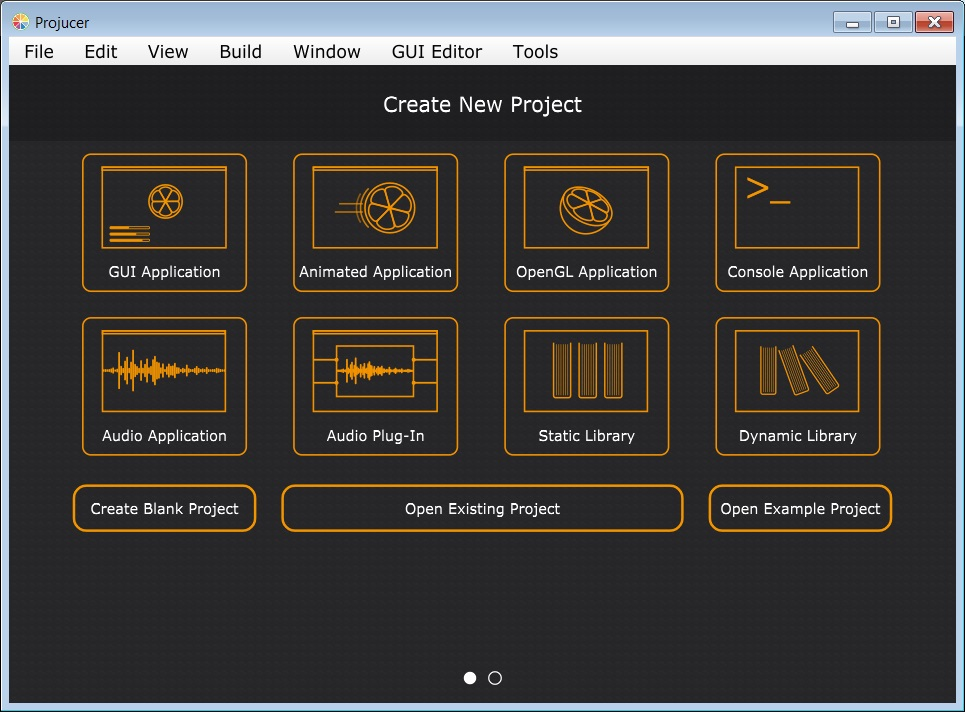 Projucer
File Edit View Build Window GUI Editor Tools
Create New Project
GUI Application Animated Application OpenGL Application Console Application
>_
Audio Application Audio Plug-In Static Library Dynamic Library
Create Blank Project Open Existing Project Open Example Project